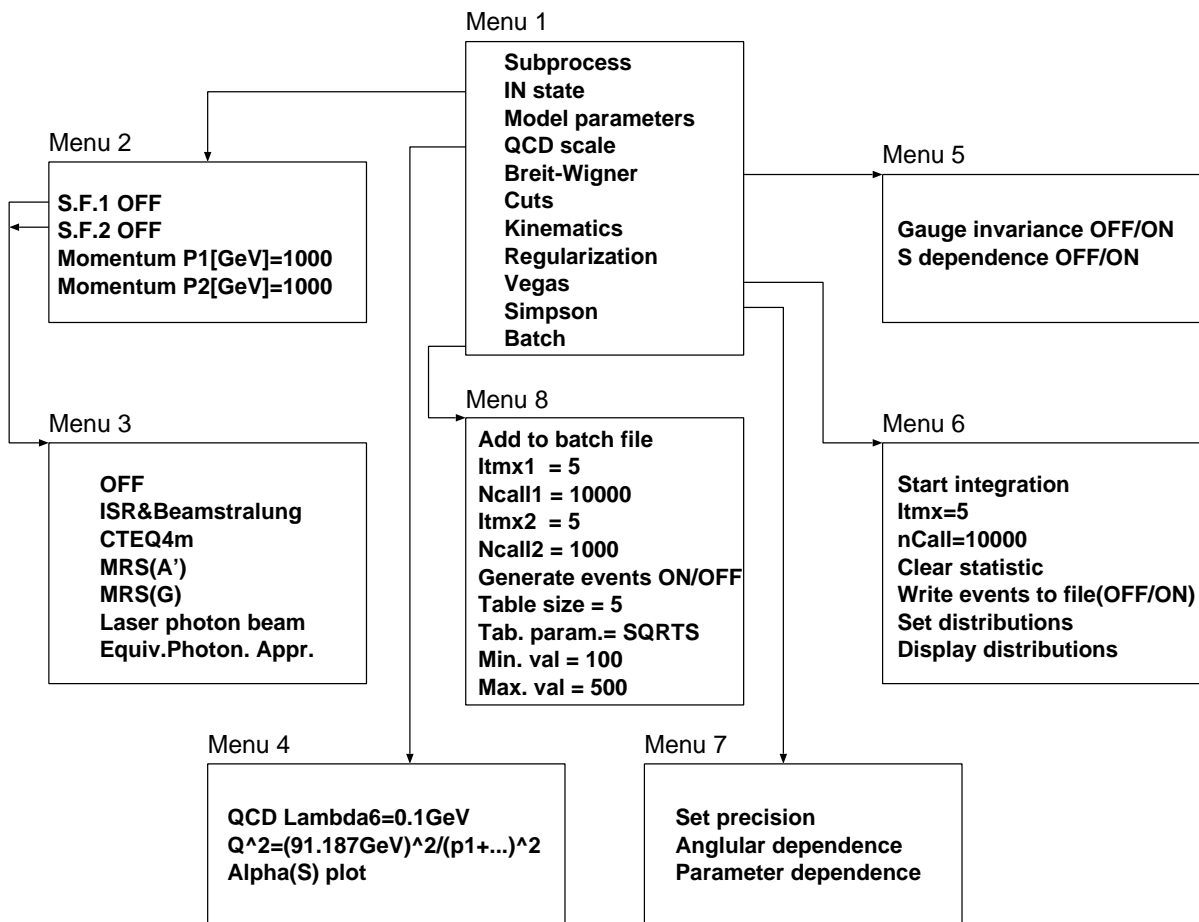 Menu 1
Subprocess
IN state
Model parameters
QCD scale
Breit-Wigner
Cuts
Kinematics
Regularization
Vegas
Simpson
Batch
Menu 2
S.F.1 OFF
S.F.2 OFF
Momentum P1[GeV]=1000
Momentum P2[GeV]=1000
Menu 5
Gauge invariance OFF/ON
S dependence OFF/ON
Menu 3
OFF
ISR&Beamstralung
CTEQ4m
MRS(A')
MRS(G)
Laser photon beam
Equiv.Photon. Appr.
Menu 8
Add to batch file
Itmx1 = 5
Ncall1 = 10000
Itmx2 = 5
Ncall2 = 1000
Generate events ON/OFF
Table size = 5
Tab. param.= SQRTS
Min. val = 100
Max. val = 500
Menu 6
Start integration
Itmx=5
nCall=10000
Clear statistic
Write events to file(OFF/ON)
Set distributions
Display distributions
Menu 4
QCD Lambda6=0.1GeV
Q^2=(91.187GeV)^2/(p1+...)^2
Alpha(S) plot
Menu 7
Set precision
Anglular dependence
Parameter dependence